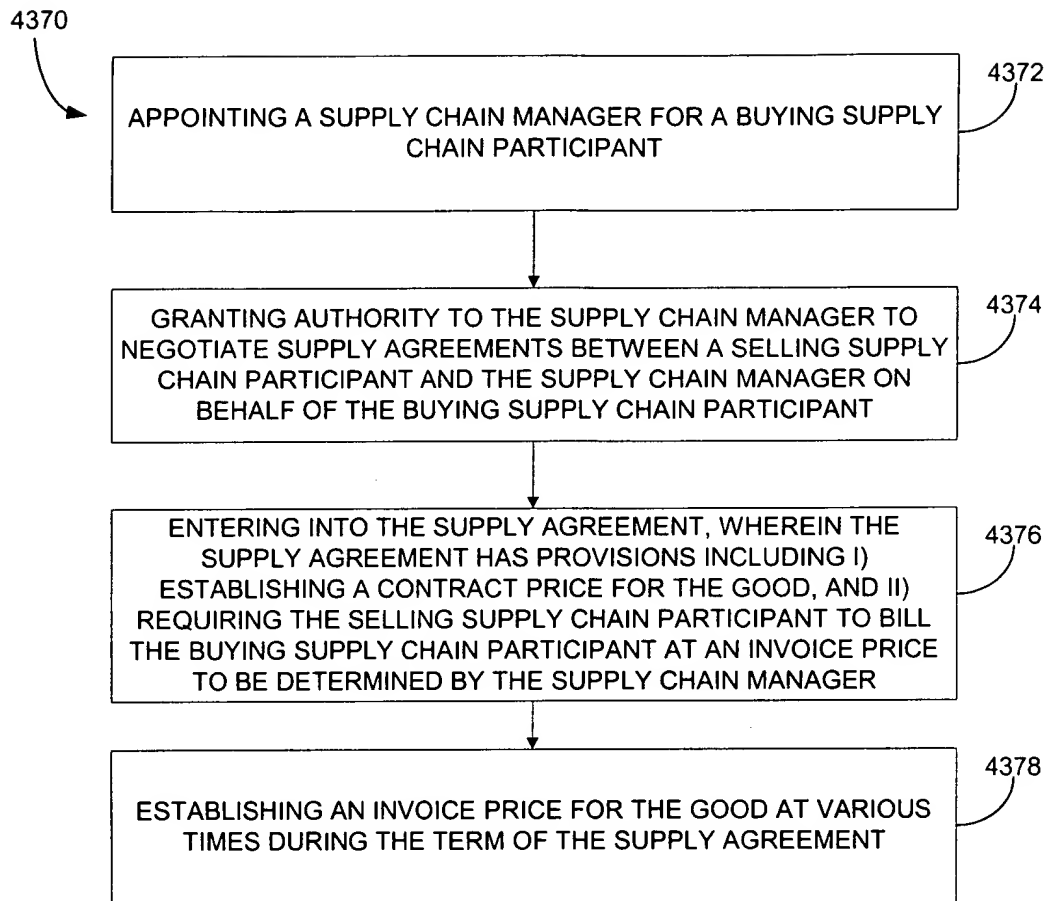 4370
4372
APPOINTING A SUPPLY CHAIN MANAGER FOR A BUYING SUPPLY
CHAIN PARTICIPANT
4374
GRANTING AUTHORITY TO THE SUPPLY CHAIN MANAGER TO
NEGOTIATE SUPPLY AGREEMENTS BETWEEN A SELLING SUPPLY
CHAIN PARTICIPANT AND THE SUPPLY CHAIN MANAGER ON
BEHALF OF THE BUYING SUPPLY CHAIN PARTICIPANT
4376
ENTERING INTO THE SUPPLY AGREEMENT, WHEREIN THE
SUPPLY AGREEMENT HAS PROVISIONS INCLUDING I)
ESTABLISHING A CONTRACT PRICE FOR THE GOOD, AND II)
REQUIRING THE SELLING SUPPLY CHAIN PARTICIPANT TO BILL
THE BUYING SUPPLY CHAIN PARTICIPANT AT AN INVOICE PRICE
TO BE DETERMINED BY THE SUPPLY CHAIN MANAGER
4378
ESTABLISHING AN INVOICE PRICE FOR THE GOOD AT VARIOUS
TIMES DURING THE TERM OF THE SUPPLY AGREEMENT